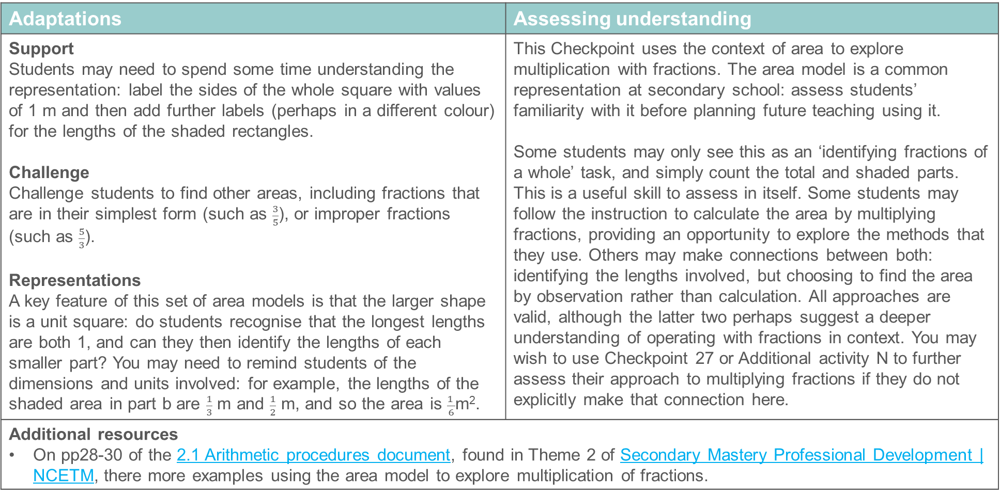 Adaptations
Support
Students may need to spend some time understanding the
representation: label the sides of the whole square with values
of 1 m and then add further labels (perhaps in a different colour)
for the lengths of the shaded rectangles.
Challenge
Challenge students to find other areas, including fractions that
are in their simplest form (such as 3/5), or improper fractions
(such as 5/3).
Representations
A key feature of this set of area models is that the larger shape
is a unit square: do students recognise that the longest lengths
are both 1, and can they then identify the lengths of each
smaller part? You may need to remind students of the
dimensions and units involved: for example, the lengths of the
shaded area in part b are 1/3 m and 1/2 m, and so the area is 1/6 m².
Assessing understanding
This Checkpoint uses the context of area to explore
multiplication with fractions. The area model is a common
representation at secondary school: assess students’
familiarity with it before planning future teaching using it.
Some students may only see this as an ‘identifying fractions of
a whole’ task, and simply count the total and shaded parts.
This is a useful skill to assess in itself. Some students may
follow the instruction to calculate the area by multiplying
fractions, providing an opportunity to explore the methods that
they use. Others may make connections between both:
identifying the lengths involved, but choosing to find the area
by observation rather than calculation. All approaches are
valid, although the latter two perhaps suggest a deeper
understanding of operating with fractions in context. You may
wish to use Checkpoint 27 or Additional activity N to further
assess their approach to multiplying fractions if they do not
explicitly make that connection here.
Additional resources
• On pp28-30 of the 2.1 Arithmetic procedures document, found in Theme 2 of Secondary Mastery Professional Development |
NCETM, there more examples using the area model to explore multiplication of fractions.